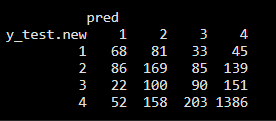 pred
y_test.new 1 2 3 4
1 68 81 33 45
2 86 169 85 139
3 22 100 90 151
4 52 158 203 1386